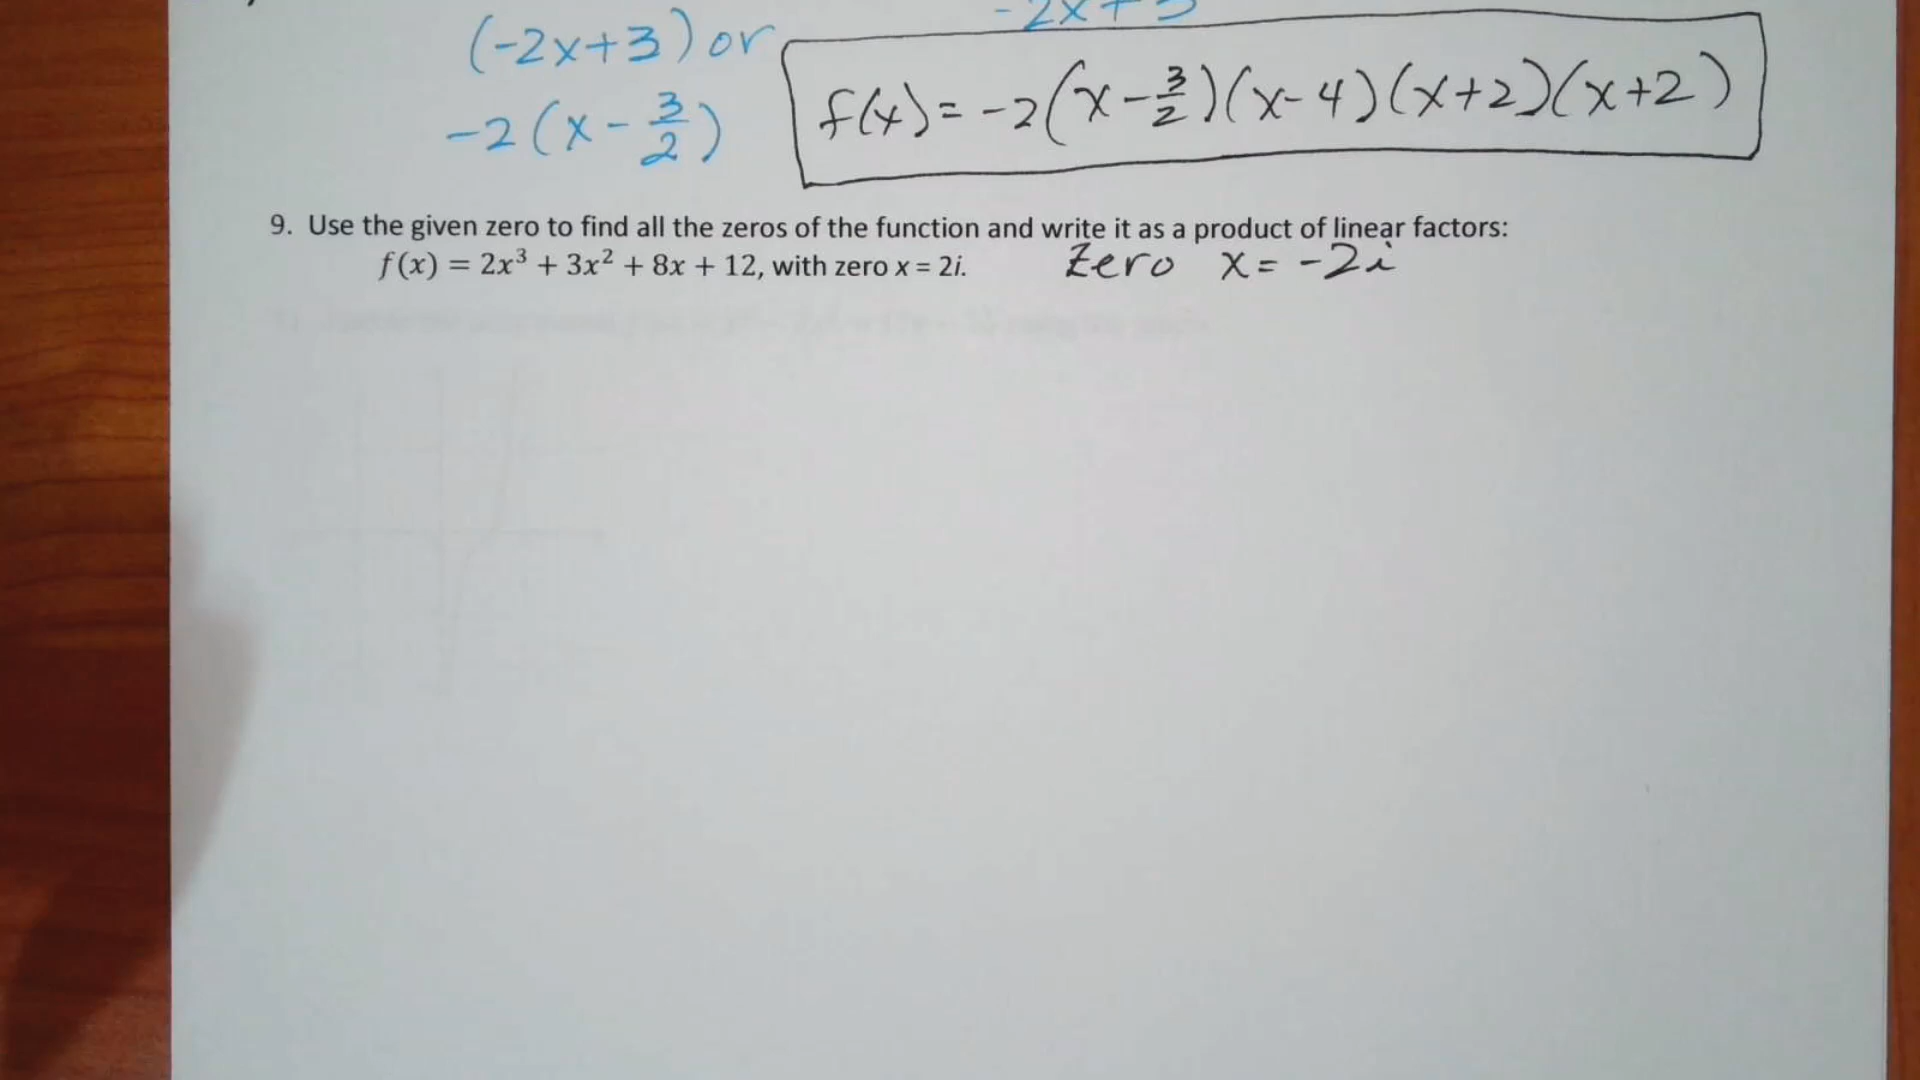 -2x+3
(-2x+3) or
-2(x-3/2)
f(x)= -2(x-3/2)(x-4)(x+2)(x+2)
9. Use the given zero to find all the zeros of the function and write it as a product of linear factors:
f(x) = 2x³ + 3x² + 8x + 12, with zero x = 2i. Zero x= -2i